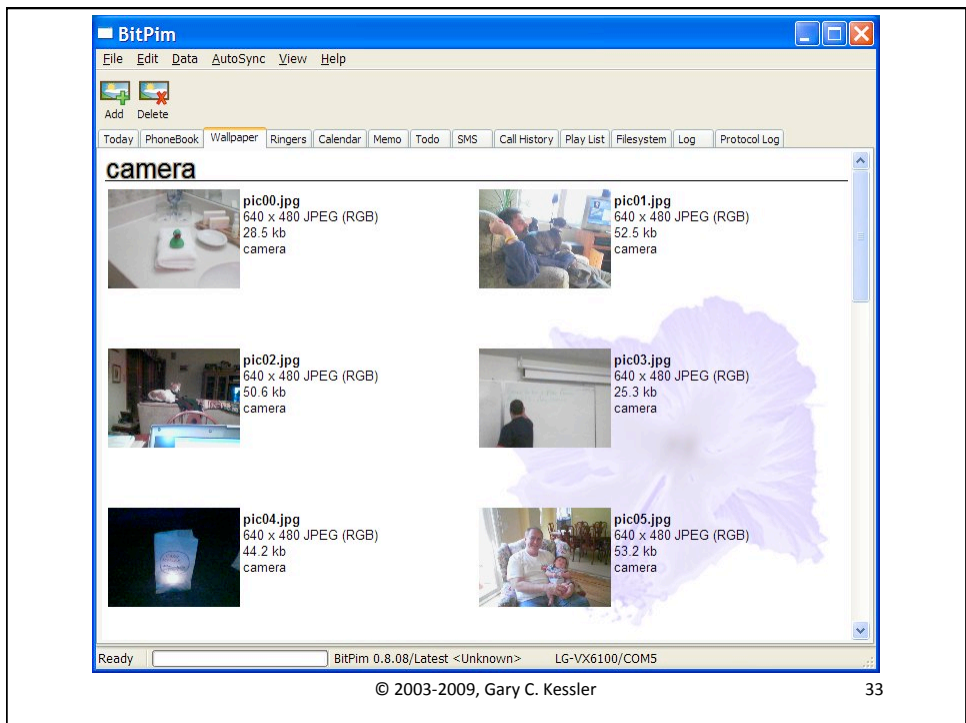 BitPim
File Edit Data AutoSync View Help
Add Delete
Today PhoneBook Wallpaper Ringers Calendar Memo Todo SMS Call History Play List Filesystem Log Protocol Log
camera
pic00.jpg
640 x 480 JPEG (RGB)
28.5 kb
camera
pic01.jpg
640 x 480 JPEG (RGB)
52.5 kb
camera
pic02.jpg
640 x 480 JPEG (RGB)
50.6 kb
camera
pic03.jpg
640 x 480 JPEG (RGB)
25.3 kb
camera
pic04.jpg
640 x 480 JPEG (RGB)
44.2 kb
camera
pic05.jpg
640 x 480 JPEG (RGB)
53.2 kb
camera
Ready BitPim 0.8.08/Latest <Unknown> LG-VX6100/COM5
© 2003-2009, Gary C. Kessler 33